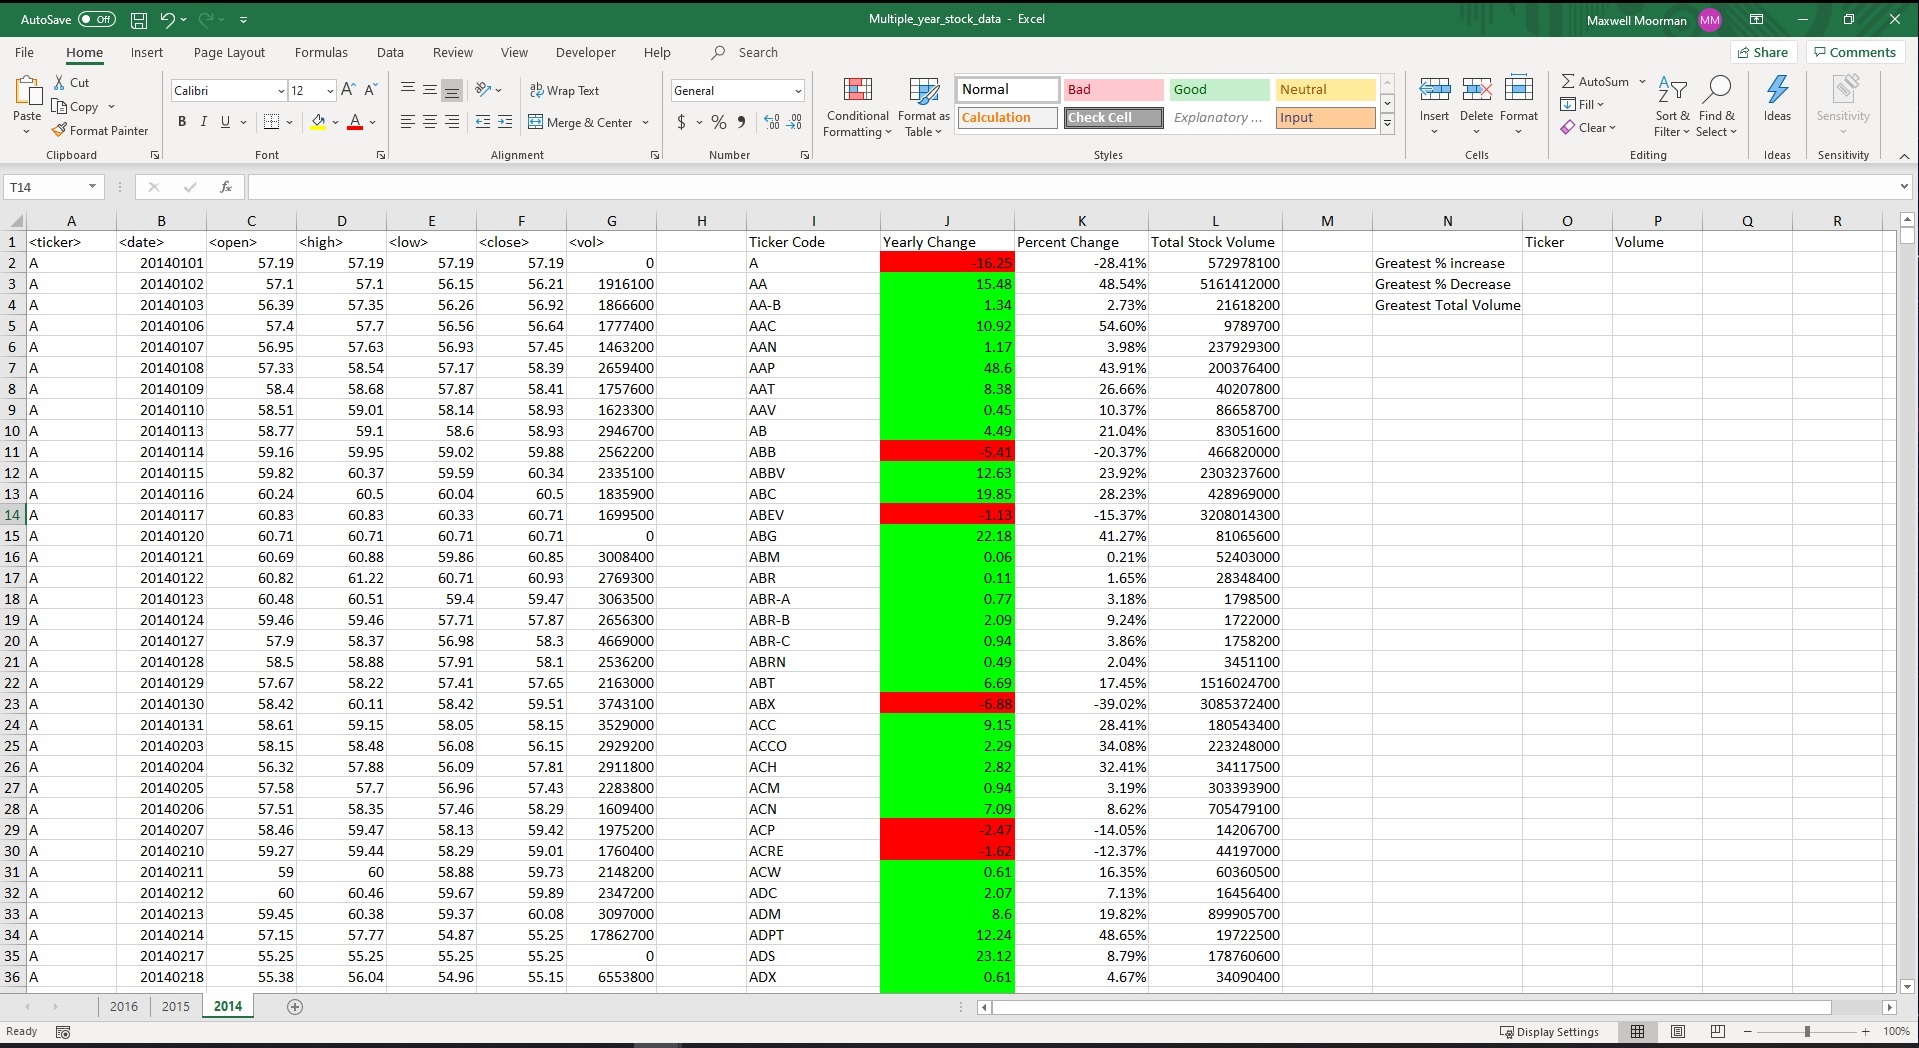 AutoSave Off Multiple_year_stock_data - Excel Maxwell Moorman MM
File Home Insert Page Layout Formulas Data Review View Developer Help Search Share Comments
Paste Cut Copy Format Painter Clipboard
Calibri 12 A A B I U A Font
ab Wrap Text Merge & Center Alignment
General $ % , Number
Conditional Formatting Format as Table Normal Bad Good Neutral Calculation Check Cell Explanatory ... Input Styles
Insert Delete Format Cells
AutoSum Fill Clear Sort & Filter Find & Select Editing
Ideas Ideas
Sensitivity Sensitivity
T14 fx
A B C D E F G H I J K L M N O P Q R
1 <ticker> <date> <open> <high> <low> <close> <vol> Ticker Code Yearly Change Percent Change Total Stock Volume Ticker Volume
2 A 20140101 57.19 57.19 57.19 57.19 0 A -16.25 -28.41% 572978100 Greatest % increase
3 A 20140102 57.1 57.1 56.15 56.21 1916100 AA 15.48 48.54% 5161412000 Greatest % Decrease
4 A 20140103 56.39 57.35 56.26 56.92 1866600 AA-B 1.34 2.73% 21618200 Greatest Total Volume
5 A 20140106 57.4 57.7 56.56 56.64 1777400 AAC 10.92 54.60% 9789700
6 A 20140107 56.95 57.63 56.93 57.45 1463200 AAN 1.17 3.98% 237929300
7 A 20140108 57.33 58.54 57.17 58.39 2659400 AAP 48.6 43.91% 200376400
8 A 20140109 58.4 58.68 57.87 58.41 1757600 AAT 8.38 26.66% 40207800
9 A 20140110 58.51 59.01 58.14 58.93 1623300 AAV 0.45 10.37% 86658700
10 A 20140113 58.77 59.1 58.6 58.93 2946700 AB 4.49 21.04% 83051600
11 A 20140114 59.16 59.95 59.02 59.88 2562200 ABB -5.41 -20.37% 466820000
12 A 20140115 59.82 60.37 59.59 60.34 2335100 ABBV 12.63 23.92% 2303237600
13 A 20140116 60.24 60.5 60.04 60.5 1835900 ABC 19.85 28.23% 428969000
14 A 20140117 60.83 60.83 60.33 60.71 1699500 ABEV -1.13 -15.37% 3208014300
15 A 20140120 60.71 60.71 60.71 60.71 0 ABG 22.18 41.27% 81065600
16 A 20140121 60.69 60.88 59.86 60.85 3008400 ABM 0.06 0.21% 52403000
17 A 20140122 60.82 61.22 60.71 60.93 2769300 ABR 0.11 1.65% 28348400
18 A 20140123 60.48 60.51 59.4 59.47 3063500 ABR-A 0.77 3.18% 1798500
19 A 20140124 59.46 59.46 57.71 57.87 2656300 ABR-B 2.09 9.24% 1722000
20 A 20140127 57.9 58.37 56.98 58.3 4669000 ABR-C 0.94 3.86% 1758200
21 A 20140128 58.5 58.88 57.91 58.1 2536200 ABRN 0.49 2.04% 3451100
22 A 20140129 57.67 58.22 57.41 57.65 2163000 ABT 6.69 17.45% 1516024700
23 A 20140130 58.42 60.11 58.42 59.51 3743100 ABX -6.88 -39.02% 3085372400
24 A 20140131 58.61 59.15 58.05 58.15 3529000 ACC 9.15 28.41% 180543400
25 A 20140203 58.15 58.48 56.08 56.15 2929200 ACCO 2.29 34.08% 223248000
26 A 20140204 56.32 57.88 56.09 57.81 2911800 ACH 2.82 32.41% 34117500
27 A 20140205 57.58 57.7 56.96 57.43 2283800 ACM 0.94 3.19% 303393900
28 A 20140206 57.51 58.35 57.46 58.29 1609400 ACN 7.09 8.62% 705479100
29 A 20140207 58.46 59.47 58.13 59.42 1975200 ACP -2.47 -14.05% 14206700
30 A 20140210 59.27 59.44 58.29 59.01 1760400 ACRE -1.62 -12.37% 44197000
31 A 20140211 59 60 58.88 59.73 2148200 ACW 0.61 16.35% 60360500
32 A 20140212 60 60.46 59.67 59.89 2347200 ADC 2.07 7.13% 16456400
33 A 20140213 59.45 60.38 59.37 60.08 3097000 ADM 8.6 19.82% 899905700
34 A 20140214 57.15 57.77 54.87 55.25 17862700 ADPT 12.24 48.65% 19722500
35 A 20140217 55.25 55.25 55.25 55.25 0 ADS 23.12 8.79% 178760600
36 A 20140218 55.38 56.04 54.96 55.15 6553800 ADX 0.61 4.67% 34090400
2016 2015 2014
Ready Display Settings 100%